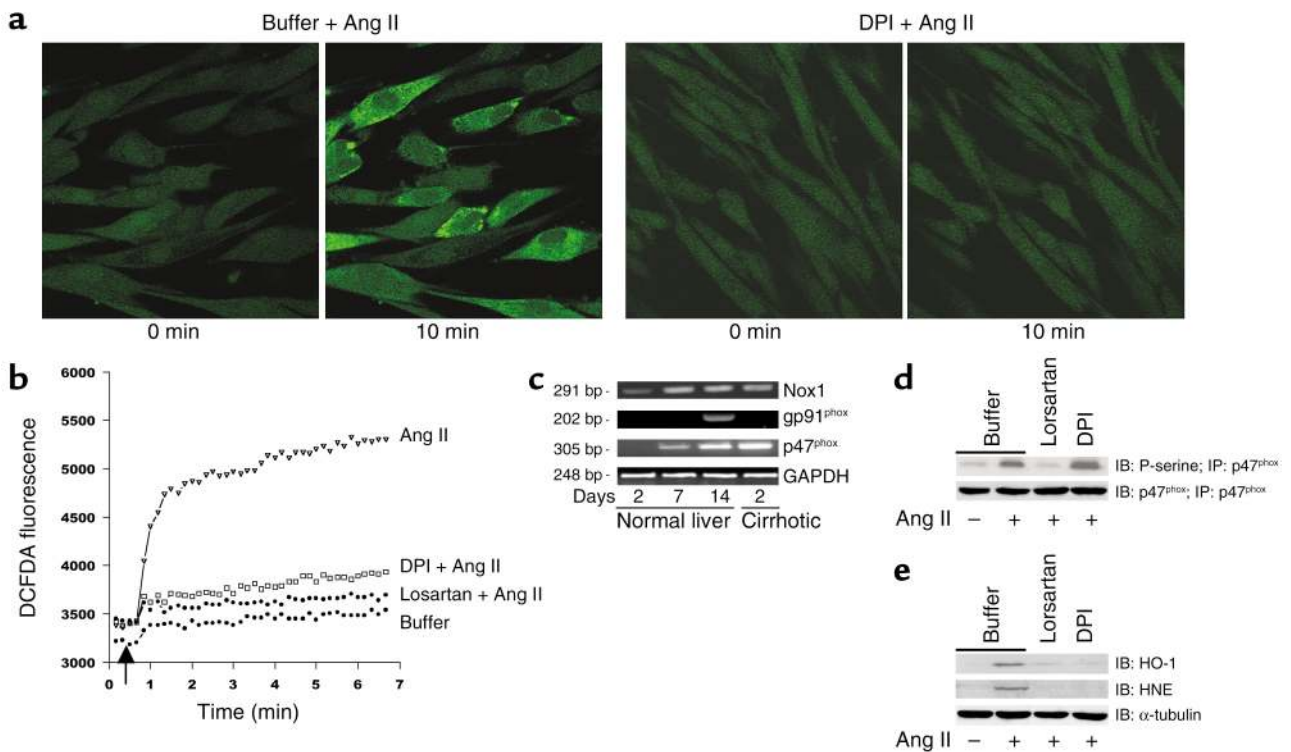 a
Buffer + Ang II
DPI + Ang II
0 min
10 min
0 min
10 min
b
6000
5500
5000
4500
4000
3500
3000
DCFDA fluorescence
Ang II
DPI + Ang II
Losartan + Ang II
Buffer
0 1 2 3 4 5 6 7
Time (min)
c
291 bp - Nox1
202 bp - gp91phox
305 bp - p47phox
248 bp - GAPDH
Days 2 7 14 2
Normal liver Cirrhotic
d
Buffer
Lorsartan
DPI
IB: P-serine; IP: p47phox
IB: p47phox; IP: p47phox
Ang II − + + +
e
Buffer
Lorsartan
DPI
IB: HO-1
IB: HNE
IB: α-tubulin
Ang II − + + +